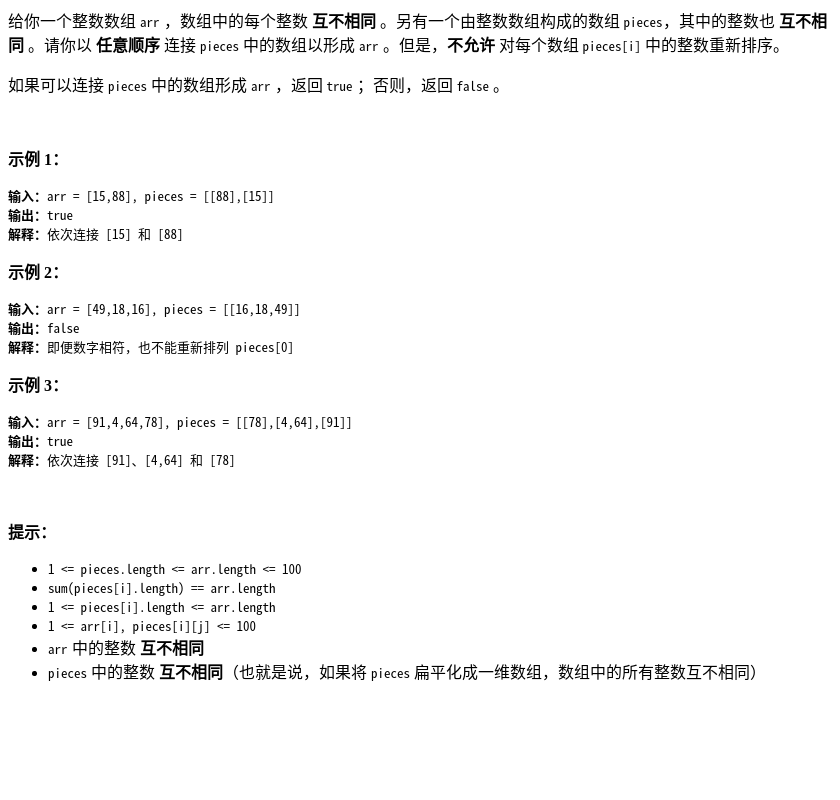 给你一个整数数组 arr ，数组中的每个整数 互不相同 。另有一个由整数数组构成的数组 pieces，其中的整数也 互不相
同 。请你以 任意顺序 连接 pieces 中的数组以形成 arr 。但是，不允许 对每个数组 pieces[i] 中的整数重新排序。
如果可以连接 pieces 中的数组形成 arr ，返回 true ；否则，返回 false 。
示例 1：
输入：arr = [15,88], pieces = [[88],[15]]
输出：true
解释：依次连接 [15] 和 [88]
示例 2：
输入：arr = [49,18,16], pieces = [[16,18,49]]
输出：false
解释：即便数字相符，也不能重新排列 pieces[0]
示例 3：
输入：arr = [91,4,64,78], pieces = [[78],[4,64],[91]]
输出：true
解释：依次连接 [91]、[4,64] 和 [78]
提示：
• 1 <= pieces.length <= arr.length <= 100
• sum(pieces[i].length) == arr.length
• 1 <= pieces[i].length <= arr.length
• 1 <= arr[i], pieces[i][j] <= 100
• arr 中的整数 互不相同
• pieces 中的整数 互不相同（也就是说，如果将 pieces 扁平化成一维数组，数组中的所有整数互不相同）